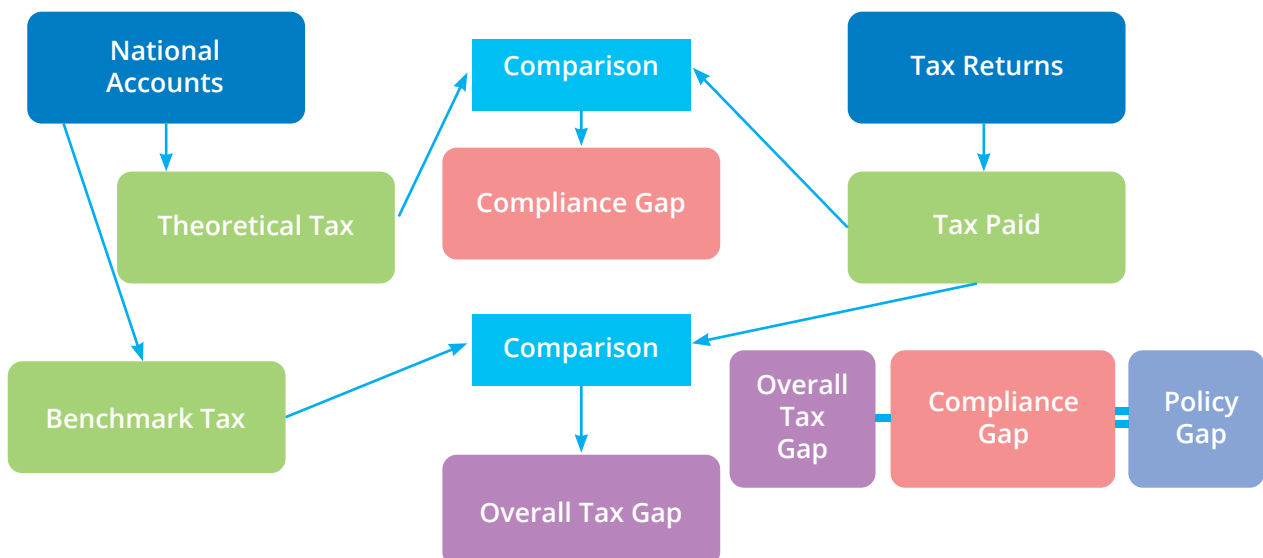 National
Accounts
Comparison
Tax Returns
Theoretical Tax
Compliance Gap
Tax Paid
Comparison
Benchmark Tax
Overall Tax Gap
Overall
Tax
Gap
Compliance
Gap
Policy
Gap